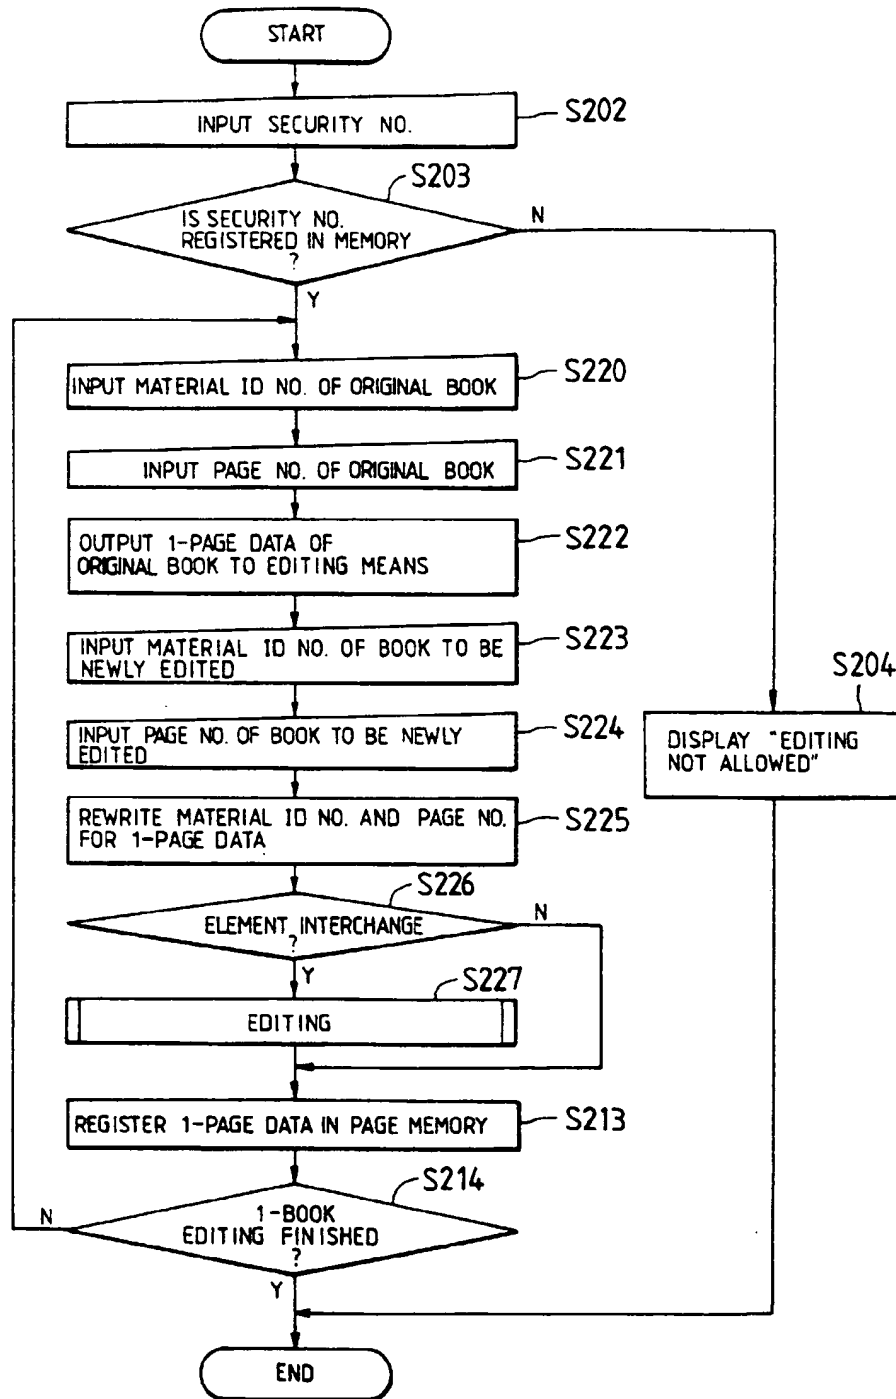 START
INPUT SECURITY NO.
S202
S203
IS SECURITY NO.
REGISTERED IN MEMORY
?
N
Y
INPUT MATERIAL ID NO. OF ORIGINAL BOOK
S220
INPUT PAGE NO. OF ORIGINAL BOOK
S221
OUTPUT 1-PAGE DATA OF
ORIGINAL BOOK TO EDITING MEANS
S222
INPUT MATERIAL ID NO. OF BOOK TO BE
NEWLY EDITED
S223
INPUT PAGE NO. OF BOOK TO BE NEWLY
EDITED
S224
S204
DISPLAY "EDITING
NOT ALLOWED"
REWRITE MATERIAL ID NO. AND PAGE NO.
FOR 1-PAGE DATA
S225
S226
ELEMENT INTERCHANGE
?
N
Y
S227
EDITING
REGISTER 1-PAGE DATA IN PAGE MEMORY
S213
S214
1-BOOK
EDITING FINISHED
?
N
Y
END